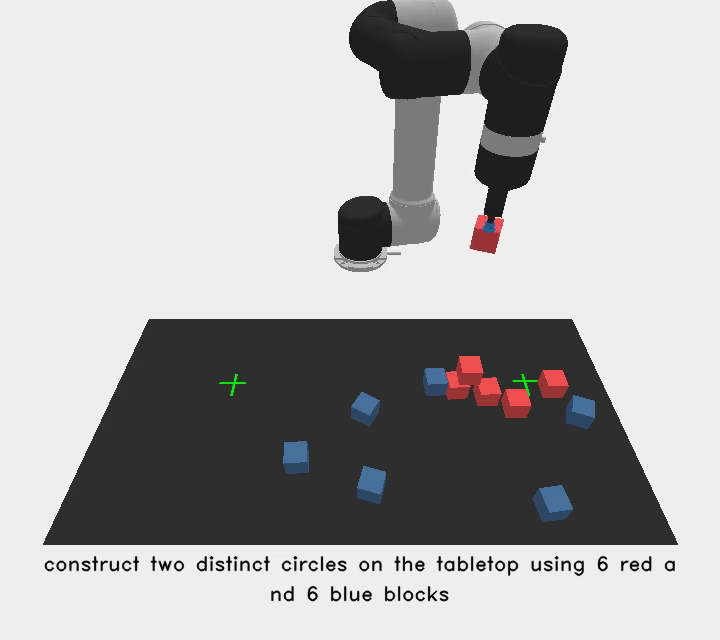 construct two distinct circles on the tabletop using 6 red a
nd 6 blue blocks